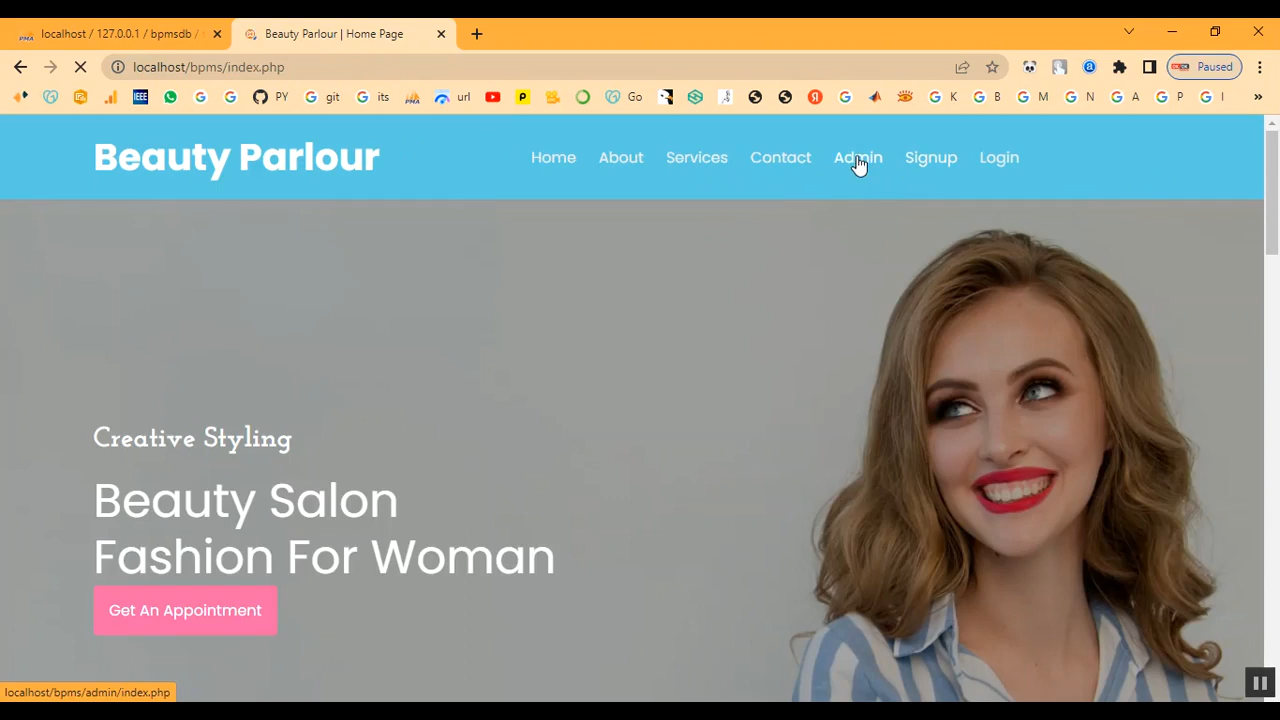 localhost / 127.0.0.1 / bpmsdb /
Beauty Parlour | Home Page
localhost/bpms/index.php
Paused
PY git its url Go K B M N A P I »
Beauty Parlour
Home About Services Contact Admin Signup Login
Creative Styling
Beauty Salon
Fashion For Woman
Get An Appointment
localhost/bpms/admin/index.php